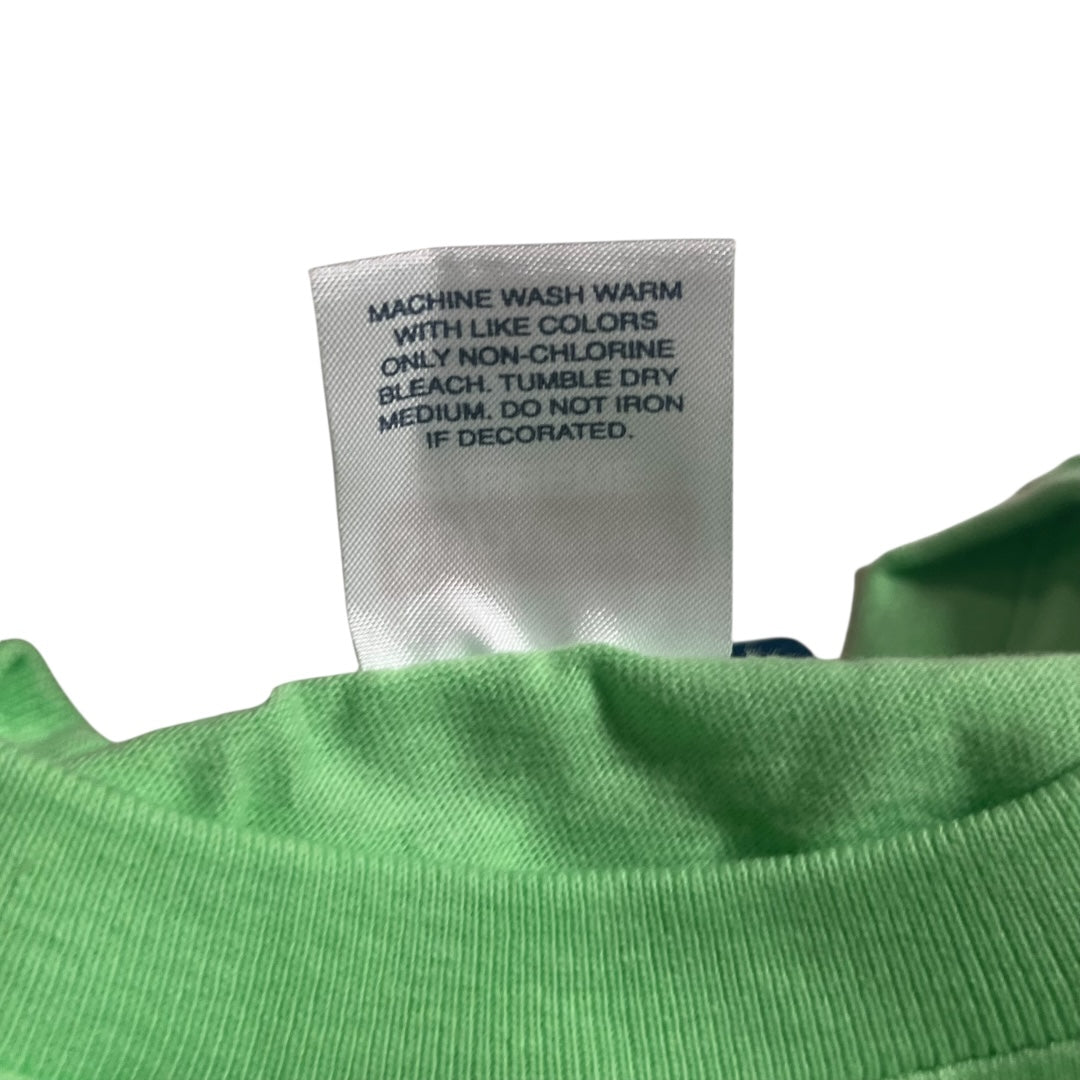 MACHINE WASH WARM
WITH LIKE COLORS
ONLY NON-CHLORINE
BLEACH. TUMBLE DRY
MEDIUM. DO NOT IRON
IF DECORATED.